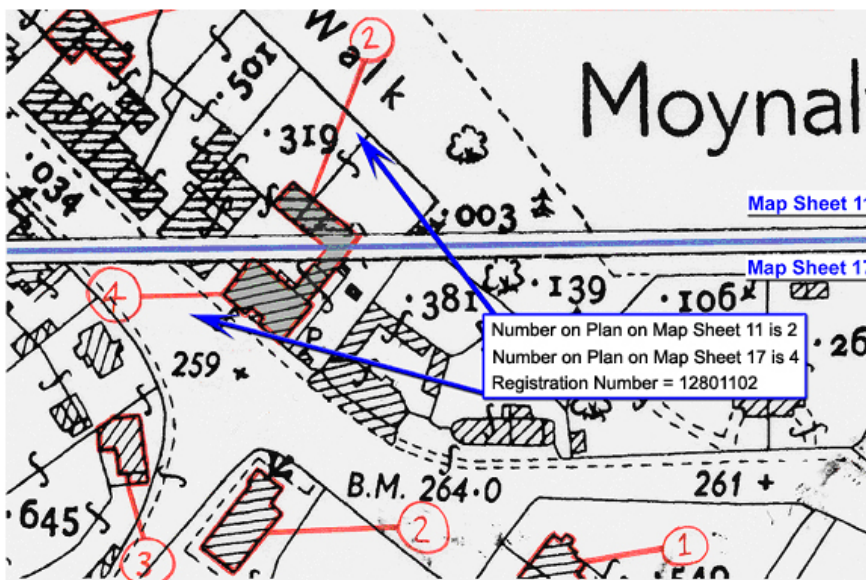 2
Walk
Moynal
.501
.319
.034
.003
Map Sheet 11
Map Sheet 17
4
.381
.139
.106
.26
Number on Plan on Map Sheet 11 is 2
Number on Plan on Map Sheet 17 is 4
Registration Number = 12801102
P
259 +
B.M. 264.0
261 +
.645
3
2
1
.549